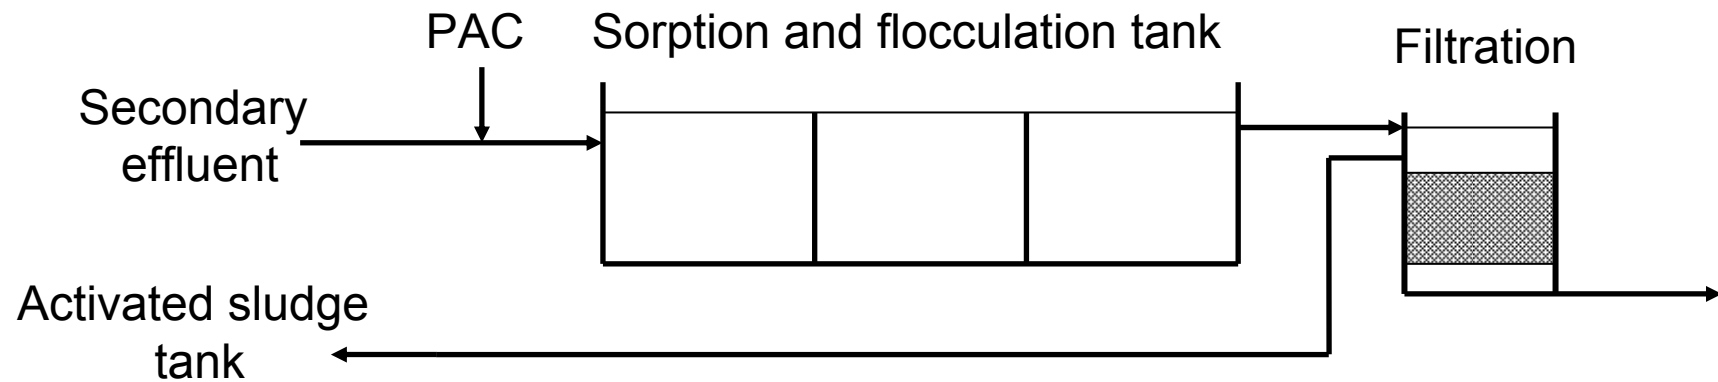 PAC
Sorption and flocculation tank
Filtration
Secondary
effluent
Activated sludge
tank